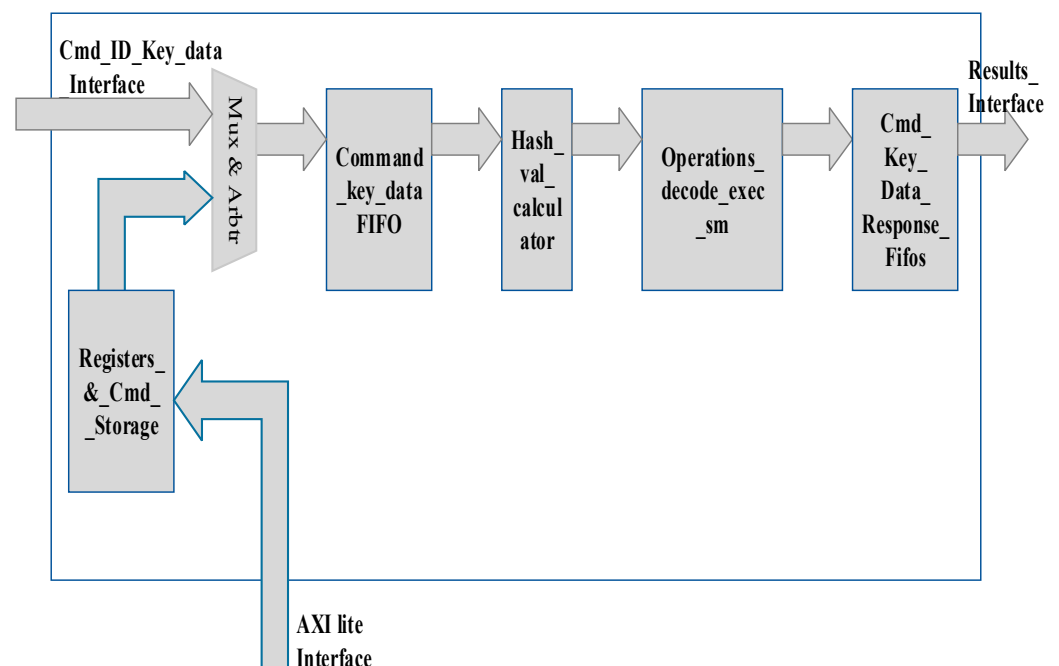 Cmd_ID_Key_data
_Interface
Mux & Arbtr
Command
_key_data
FIFO
Hash_
val_
calcul
ator
Operations_
decode_exec
_sm
Cmd_
Key_
Data_
Response_
Fifos
Results_
Interface
Registers_
&_Cmd_
_Storage
AXI lite
Interface